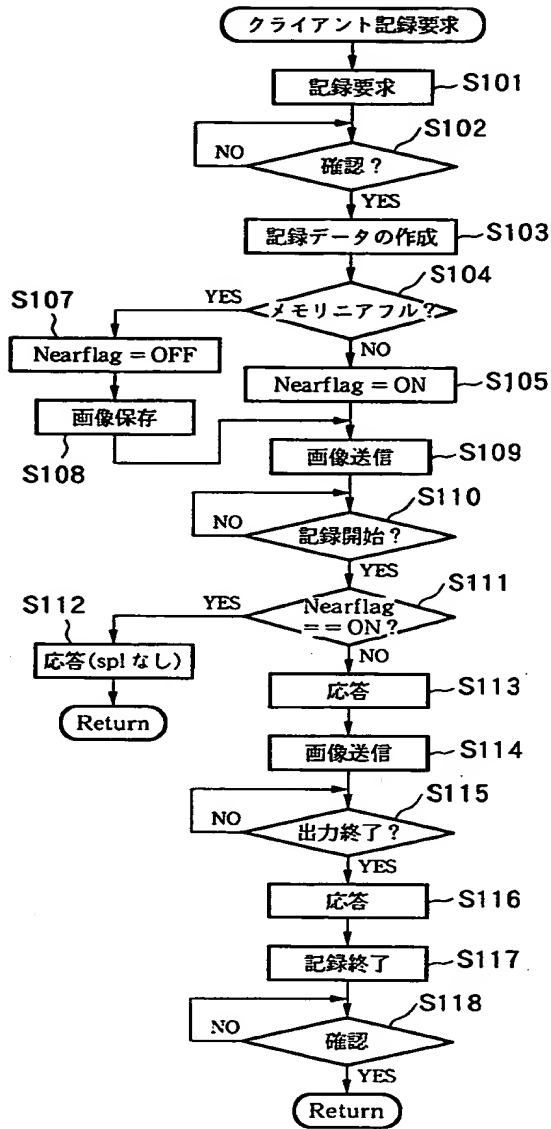 クライアント記録要求
記録要求
S101
S102
NO
確認?
YES
記録データの作成
S103
S104
YES
メモリニアフル?
S107
NO
Nearflag = OFF
Nearflag = ON
S105
画像保存
S108
画像送信
S109
S110
NO
記録開始?
YES
S111
S112
YES
Nearflag
== ON?
応答(splなし)
NO
応答
S113
Return
画像送信
S114
S115
NO
出力終了?
YES
応答
S116
記録終了
S117
S118
NO
確認
YES
Return